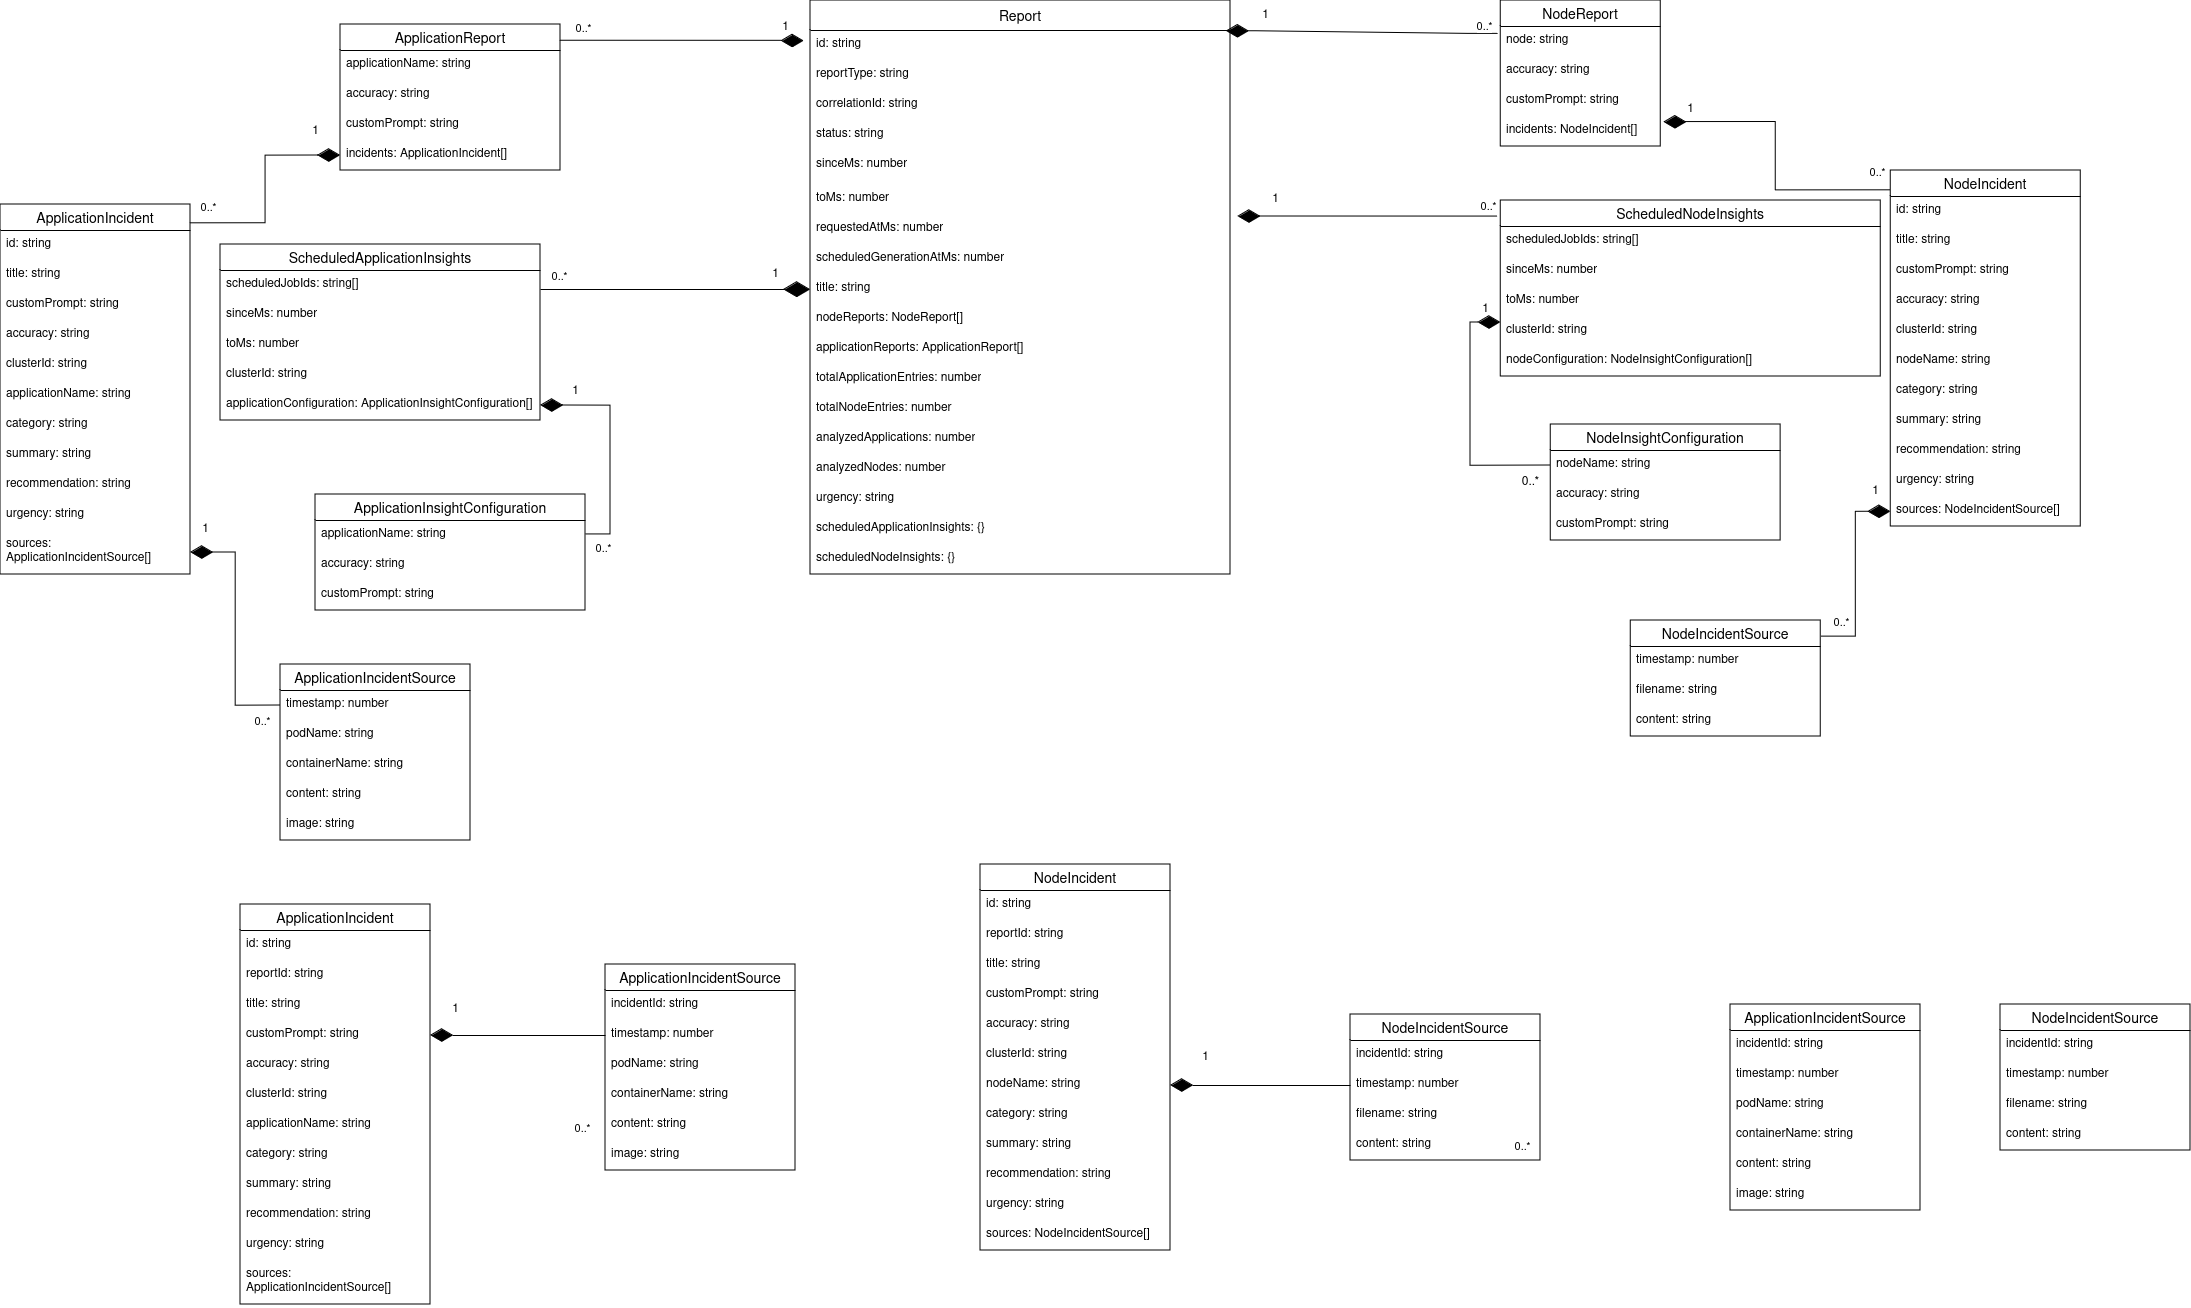 ApplicationReport
applicationName: string
accuracy: string
customPrompt: string
incidents: ApplicationIncident[]
0..*
1
1
0..*
Report
id: string
reportType: string
correlationId: string
status: string
sinceMs: number
toMs: number
requestedAtMs: number
scheduledGenerationAtMs: number
title: string
nodeReports: NodeReport[]
applicationReports: ApplicationReport[]
totalApplicationEntries: number
totalNodeEntries: number
analyzedApplications: number
analyzedNodes: number
urgency: string
scheduledApplicationInsights: {}
scheduledNodeInsights: {}
1
0..*
NodeReport
node: string
accuracy: string
customPrompt: string
incidents: NodeIncident[]
1
0..*
ApplicationIncident
id: string
title: string
customPrompt: string
accuracy: string
clusterId: string
applicationName: string
category: string
summary: string
recommendation: string
urgency: string
sources:
ApplicationIncidentSource[]
1
0..*
ScheduledApplicationInsights
scheduledJobIds: string[]
sinceMs: number
toMs: number
clusterId: string
applicationConfiguration: ApplicationInsightConfiguration[]
0..*
1
1
0..*
ApplicationInsightConfiguration
applicationName: string
accuracy: string
customPrompt: string
1
0..*
ScheduledNodeInsights
scheduledJobIds: string[]
sinceMs: number
toMs: number
clusterId: string
nodeConfiguration: NodeInsightConfiguration[]
1
0..*
NodeInsightConfiguration
nodeName: string
accuracy: string
customPrompt: string
NodeIncident
id: string
title: string
customPrompt: string
accuracy: string
clusterId: string
nodeName: string
category: string
summary: string
recommendation: string
urgency: string
sources: NodeIncidentSource[]
1
0..*
NodeIncidentSource
timestamp: number
filename: string
content: string
ApplicationIncidentSource
timestamp: number
podName: string
containerName: string
content: string
image: string
ApplicationIncident
id: string
reportId: string
title: string
customPrompt: string
accuracy: string
clusterId: string
applicationName: string
category: string
summary: string
recommendation: string
urgency: string
sources:
ApplicationIncidentSource[]
1
0..*
ApplicationIncidentSource
incidentId: string
timestamp: number
podName: string
containerName: string
content: string
image: string
NodeIncident
id: string
reportId: string
title: string
customPrompt: string
accuracy: string
clusterId: string
nodeName: string
category: string
summary: string
recommendation: string
urgency: string
sources: NodeIncidentSource[]
1
NodeIncidentSource
incidentId: string
timestamp: number
filename: string
content: string
0..*
ApplicationIncidentSource
incidentId: string
timestamp: number
podName: string
containerName: string
content: string
image: string
NodeIncidentSource
incidentId: string
timestamp: number
filename: string
content: string